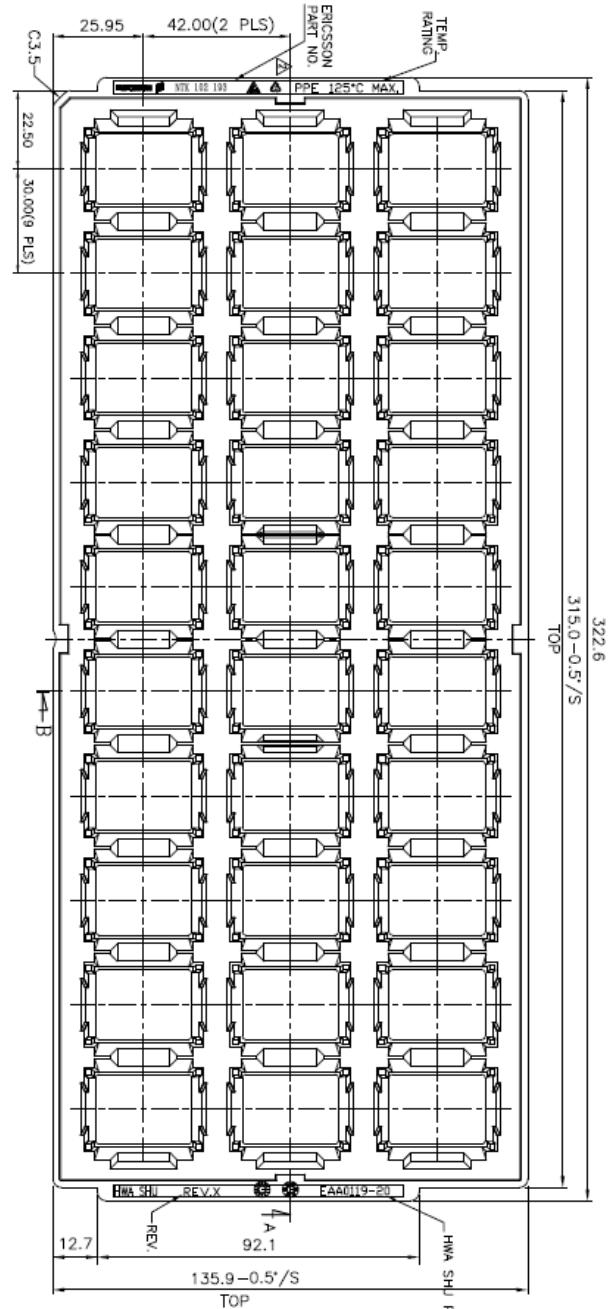 42.00(2 PLS)
25.95
ERICSSON
PART NO.
TEMP.
RATING
2
NTK 102 193
PPE 125°C MAX.
C3.5
22.50
30.00(9 PLS)
322.6
315.0-0.5°/S
TOP
B
HWA SHU
REV.X
EAA0119-20
A
REV.
HWA SHU
12.7
92.1
135.9-0.5°/S
TOP